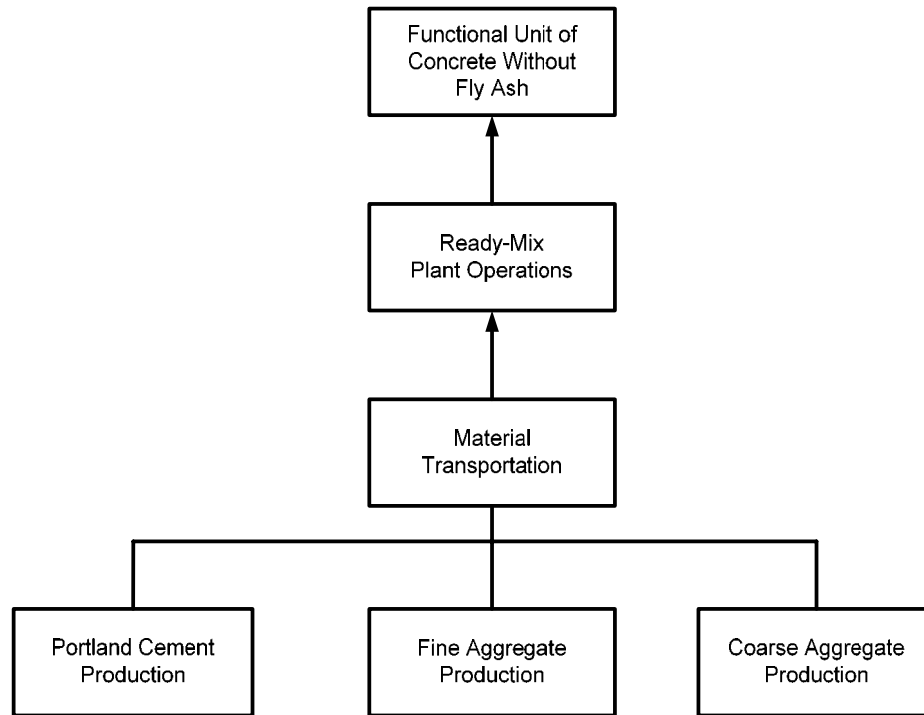 Functional Unit of
Concrete Without
Fly Ash
Ready-Mix
Plant Operations
Material
Transportation
Portland Cement
Production
Fine Aggregate
Production
Coarse Aggregate
Production